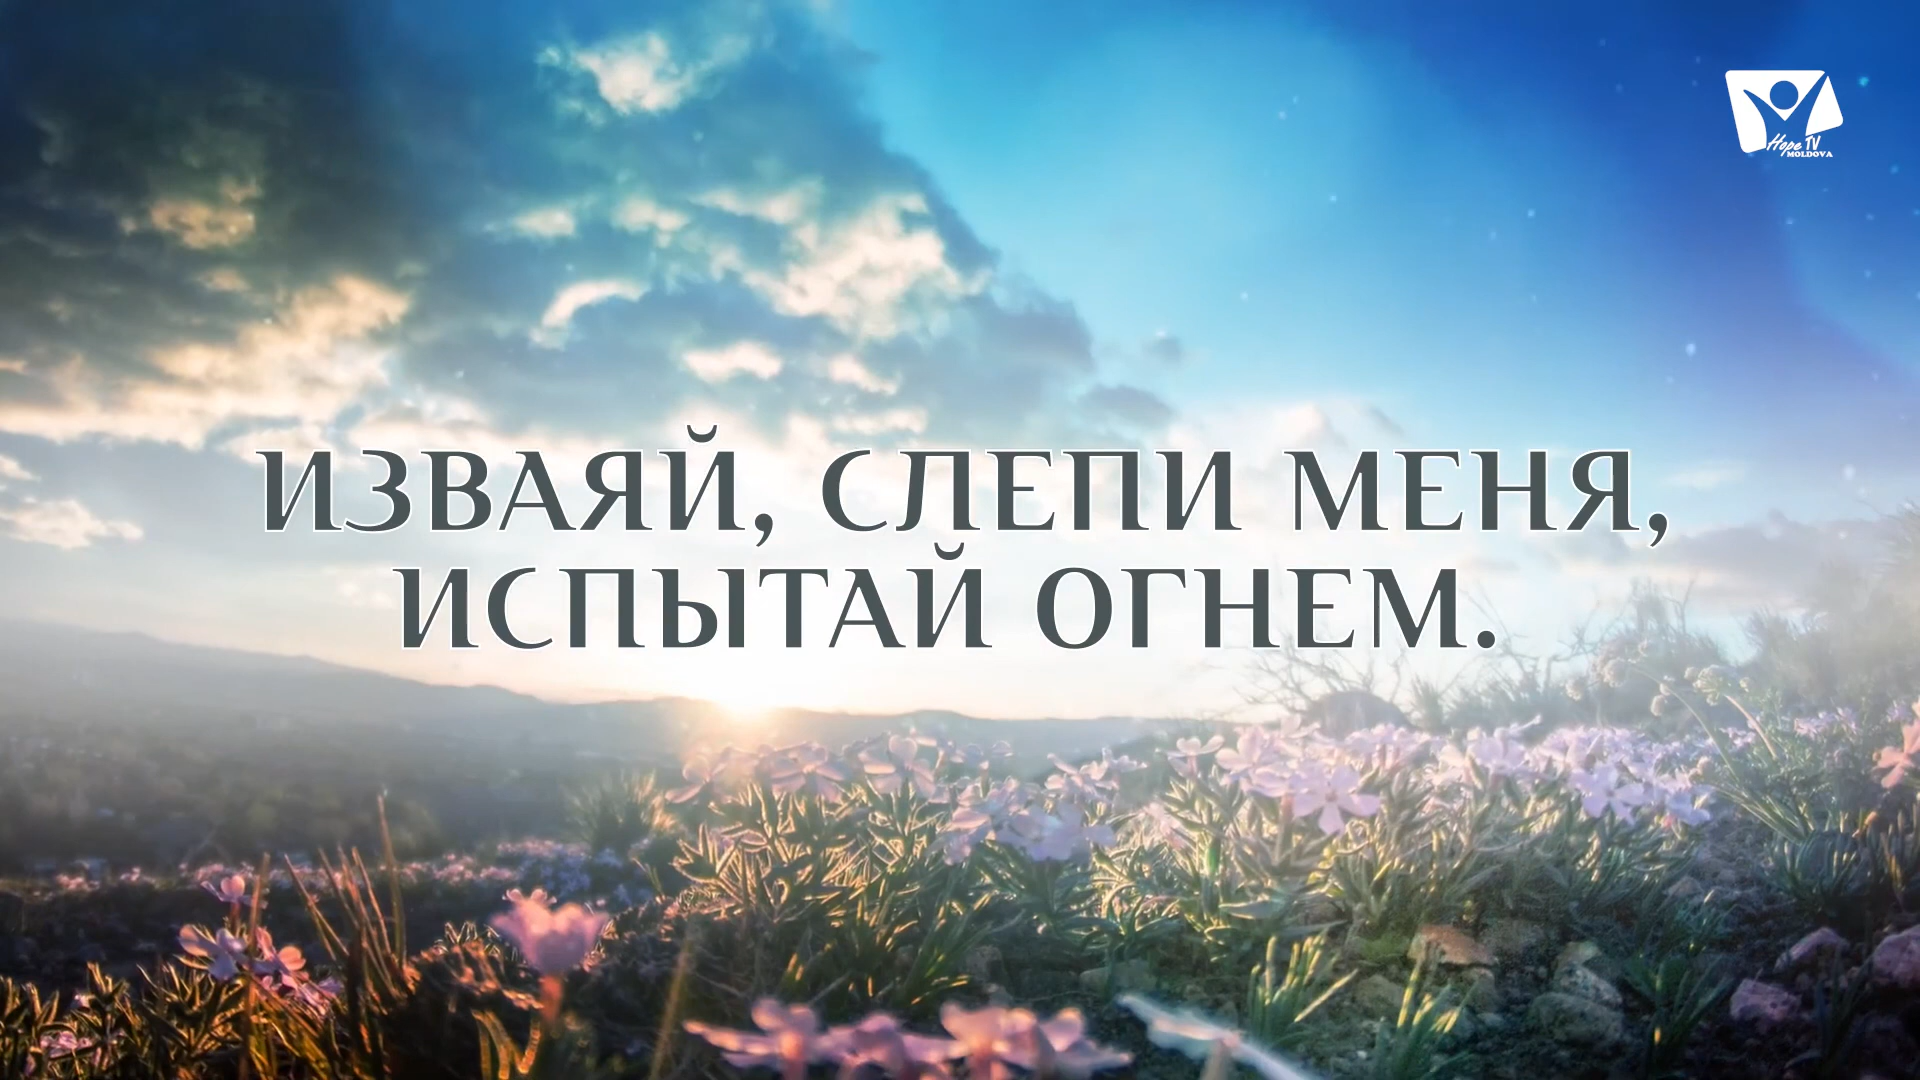 Hope TV
MOLDOVA
ИЗВАЯЙ, СЛЕПИ МЕНЯ,
ИСПЫТАЙ ОГНЕМ.